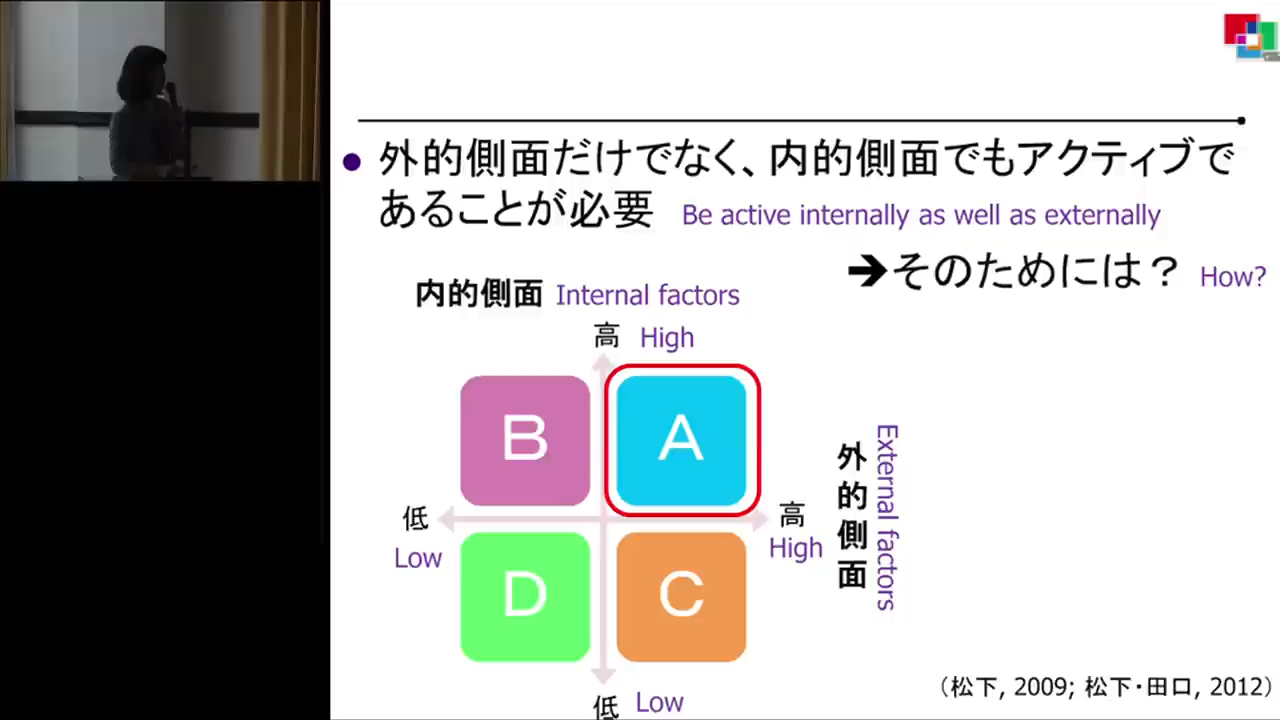 外的側面だけでなく、内的側面でもアクティブで
あることが必要 Be active internally as well as externally
➔そのためには？ How?
内的側面 Internal factors
高 High
B A
低 Low
高 High
外的側面 External factors
D C
低 Low
（松下, 2009; 松下・田口, 2012）